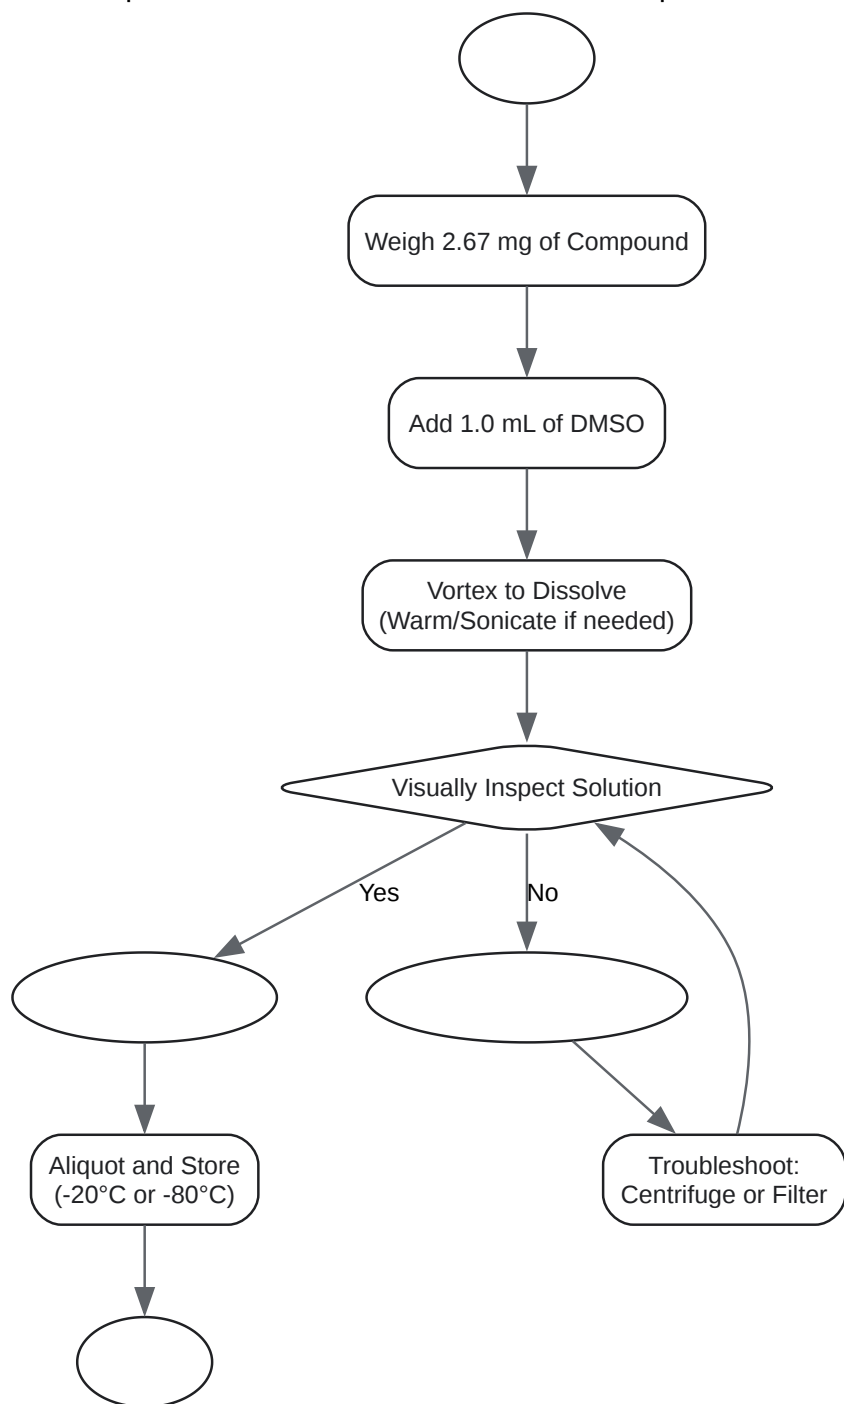 Weigh 2.67 mg of Compound
Add 1.0 mL of DMSO
Vortex to Dissolve
(Warm/Sonicate if needed)
Visually Inspect Solution
Yes
No
Aliquot and Store
(-20°C or -80°C)
Troubleshoot:
Centrifuge or Filter